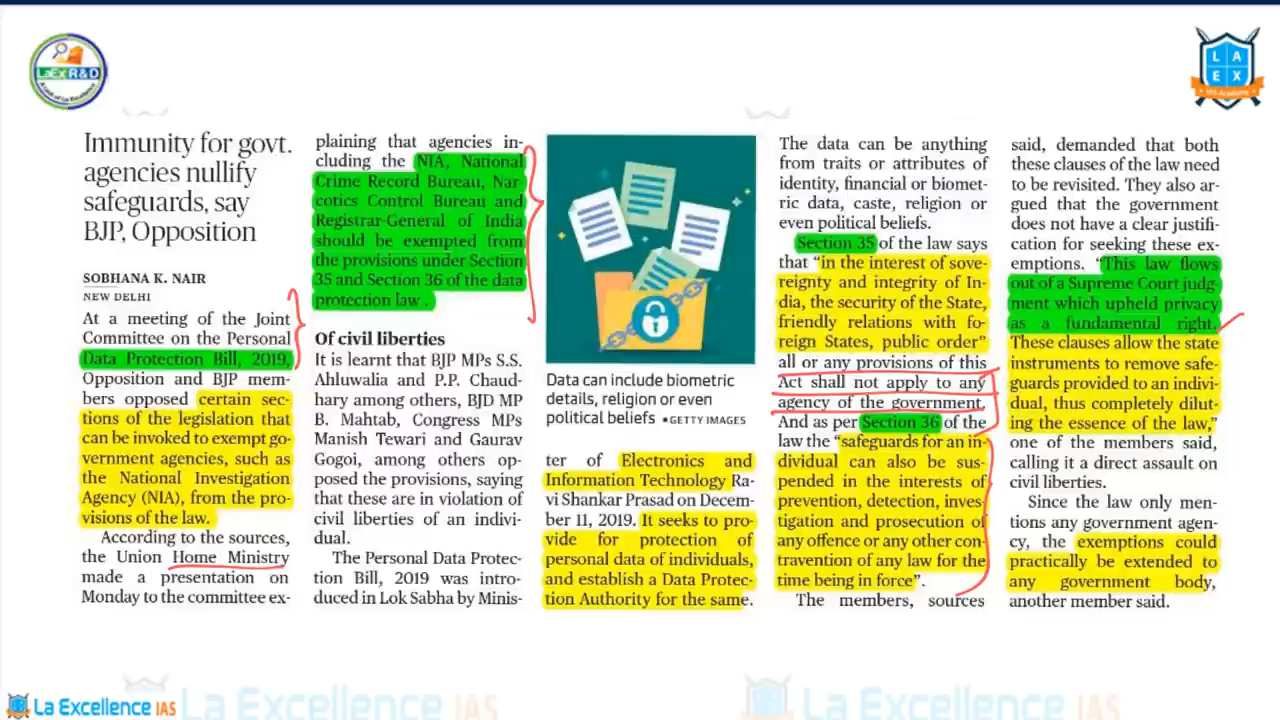 LaEx R&D
L A
E X
IAS Academy
Immunity for govt.
agencies nullify
safeguards, say
BJP, Opposition
SOBHANA K. NAIR
NEW DELHI
At a meeting of the Joint
Committee on the Personal
Data Protection Bill, 2019,
Opposition and BJP mem-
bers opposed certain sec-
tions of the legislation that
can be invoked to exempt go-
vernment agencies, such as
the National Investigation
Agency (NIA), from the pro-
visions of the law.
According to the sources,
the Union Home Ministry
made a presentation on
Monday to the committee ex-
plaining that agencies in-
cluding the NIA, National
Crime Record Bureau, Nar-
cotics Control Bureau and
Registrar-General of India
should be exempted from
the provisions under Section
35 and Section 36 of the data
protection law .
Of civil liberties
It is learnt that BJP MPs S.S.
Ahluwalia and P.P. Chaud-
hary among others, BJD MP
B. Mahtab, Congress MPs
Manish Tewari and Gaurav
Gogoi, among others op-
posed the provisions, saying
that these are in violation of
civil liberties of an indivi-
dual.
The Personal Data Protec-
tion Bill, 2019 was intro-
duced in Lok Sabha by Minis-
Data can include biometric
details, religion or even
political beliefs •GETTY IMAGES
ter of Electronics and
Information Technology Ra-
vi Shankar Prasad on Decem-
ber 11, 2019. It seeks to pro-
vide for protection of
personal data of individuals,
and establish a Data Protec-
tion Authority for the same.
The data can be anything
from traits or attributes of
identity, financial or biomet-
ric data, caste, religion or
even political beliefs.
Section 35 of the law says
that “in the interest of sove-
reignty and integrity of In-
dia, the security of the State,
friendly relations with fo-
reign States, public order”
all or any provisions of this
Act shall not apply to any
agency of the government.
And as per Section 36 of the
law the “safeguards for an in-
dividual can also be sus-
pended in the interests of
prevention, detection, inves-
tigation and prosecution of
any offence or any other con-
travention of any law for the
time being in force”.
The members, sources
said, demanded that both
these clauses of the law need
to be revisited. They also ar-
gued that the government
does not have a clear justifi-
cation for seeking these ex-
emptions. “This law flows
out of a Supreme Court judg-
ment which upheld privacy
as a fundamental right.
These clauses allow the state
instruments to remove safe-
guards provided to an indivi-
dual, thus completely dilut-
ing the essence of the law,”
one of the members said,
calling it a direct assault on
civil liberties.
Since the law only men-
tions any government agen-
cy, the exemptions could
practically be extended to
any government body,
another member said.
La Excellence IAS
La Excellence IAS
La Excellence IAS